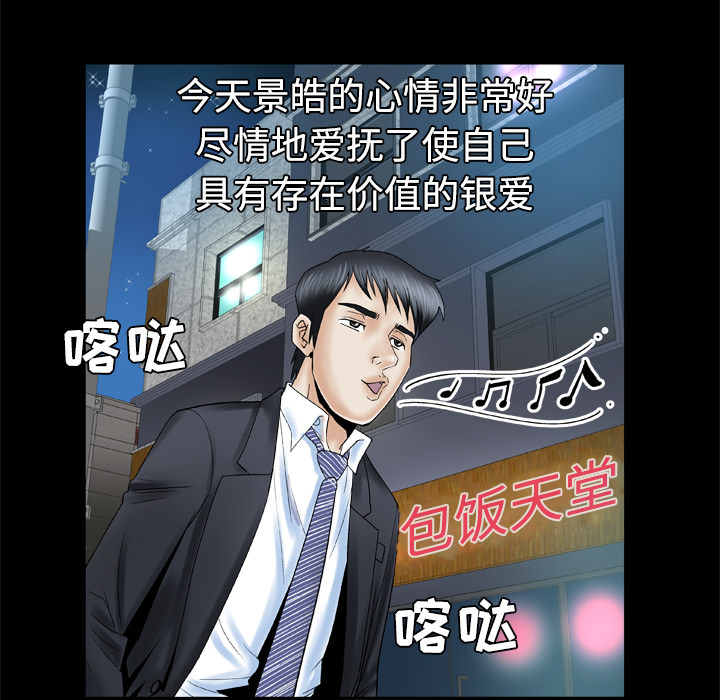 今天景皓的心情非常好
尽情地爱抚了使自己
具有存在价值的银爱
喀哒
包饭天堂
喀哒